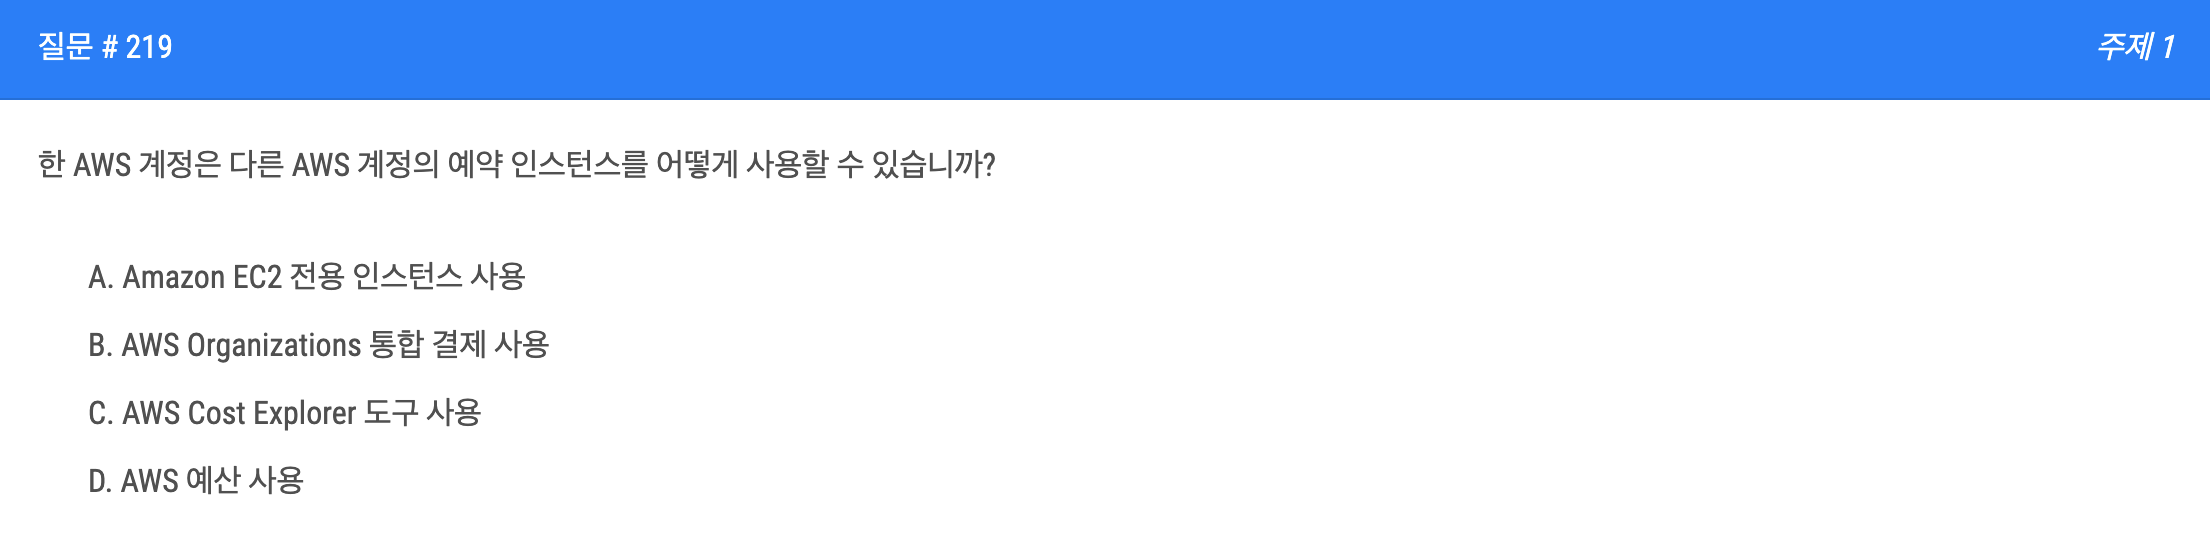 질문 # 219
주제 1
한 AWS 계정은 다른 AWS 계정의 예약 인스턴스를 어떻게 사용할 수 있습니까?
A. Amazon EC2 전용 인스턴스 사용
B. AWS Organizations 통합 결제 사용
C. AWS Cost Explorer 도구 사용
D. AWS 예산 사용